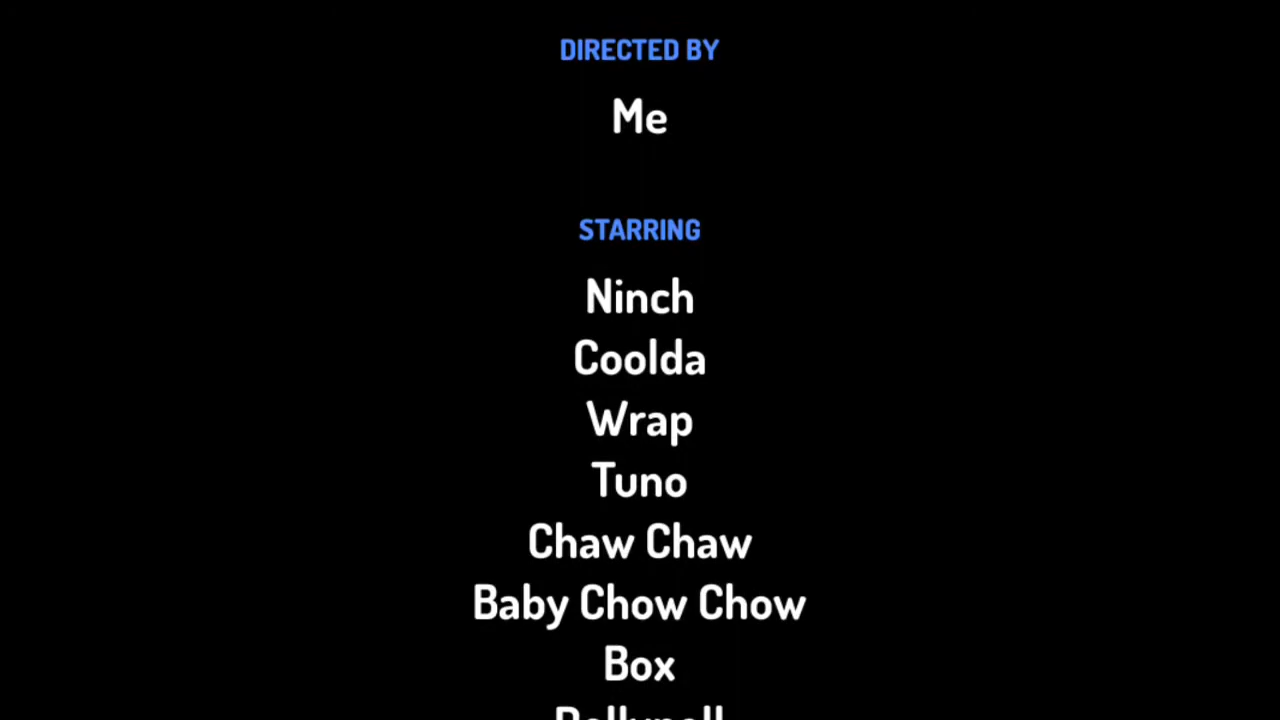 DIRECTED BY
Me
STARRING
Ninch
Coolda
Wrap
Tuno
Chaw Chaw
Baby Chow Chow
Box